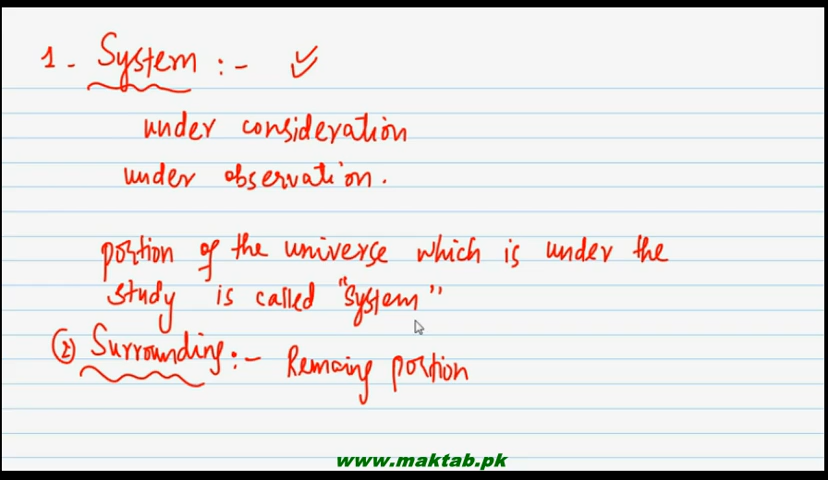 1 - System :-
under consideration
under observation.
portion of the universe which is under the
study is called "System"
(2) Surrounding :- Remaing portion
www.maktab.pk